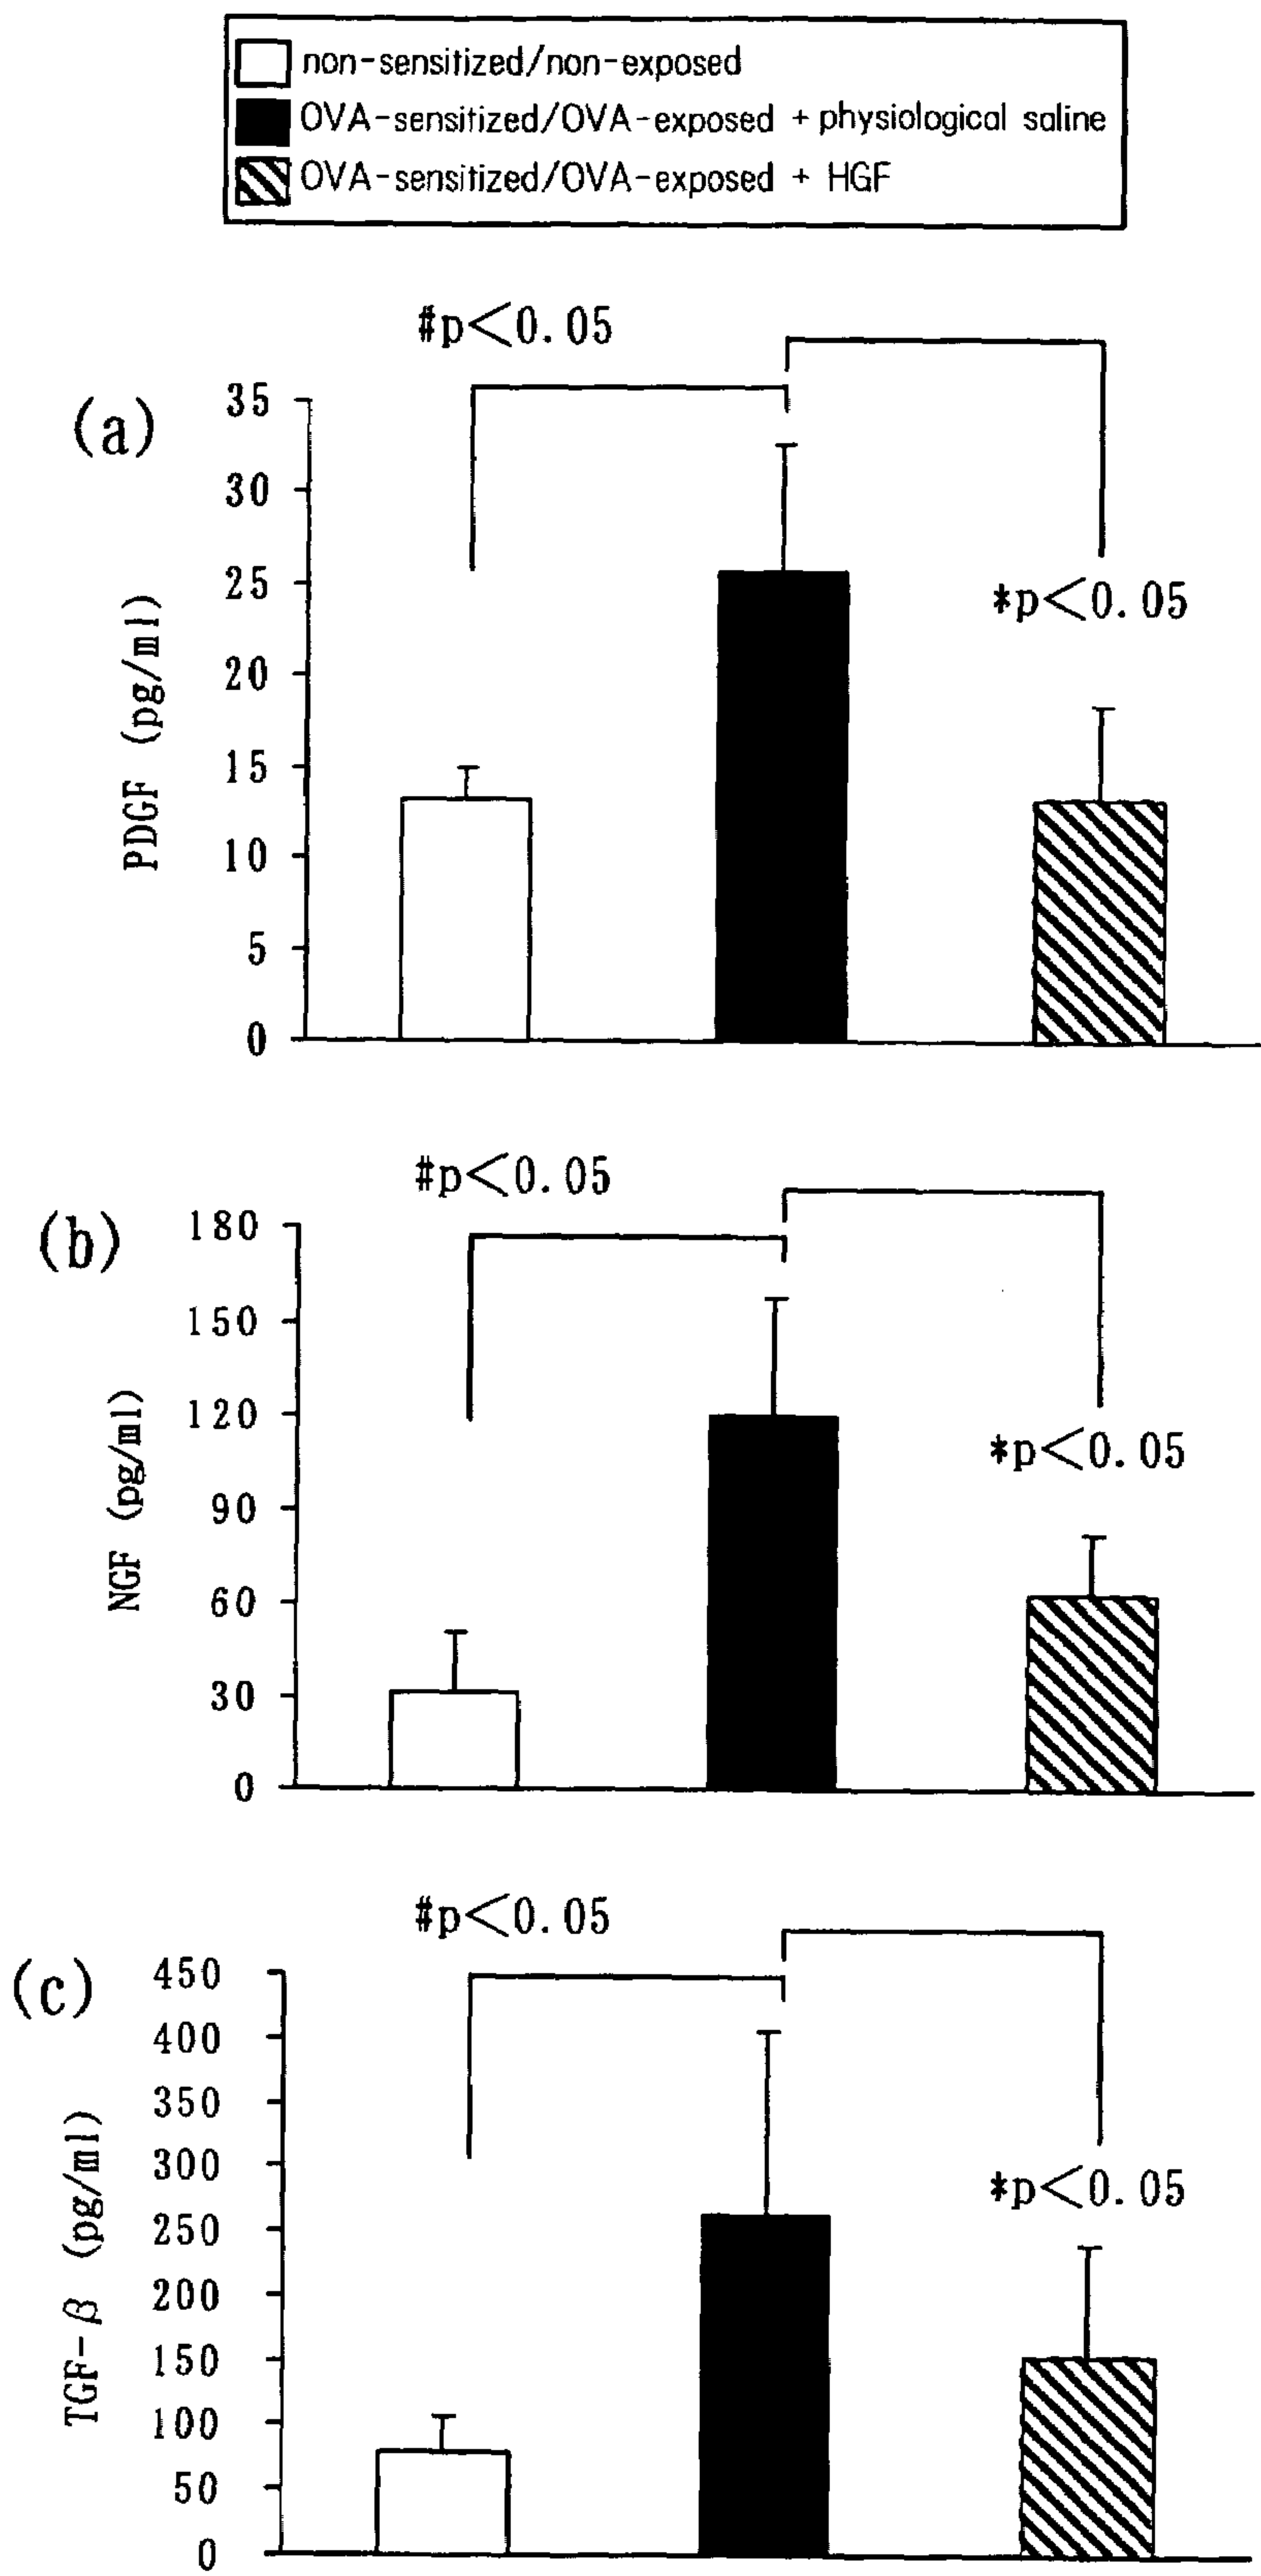 non-sensitized/non-exposed
OVA-sensitized/OVA-exposed + physiological saline
OVA-sensitized/OVA-exposed + HGF
(a)
#p<0.05
*p<0.05
PDGF (pg/ml)
35
30
25
20
15
10
5
0
(b)
#p<0.05
*p<0.05
NGF (pg/ml)
180
150
120
90
60
30
0
(c)
#p<0.05
*p<0.05
TGF-β (pg/ml)
450
400
350
300
250
200
150
100
50
0